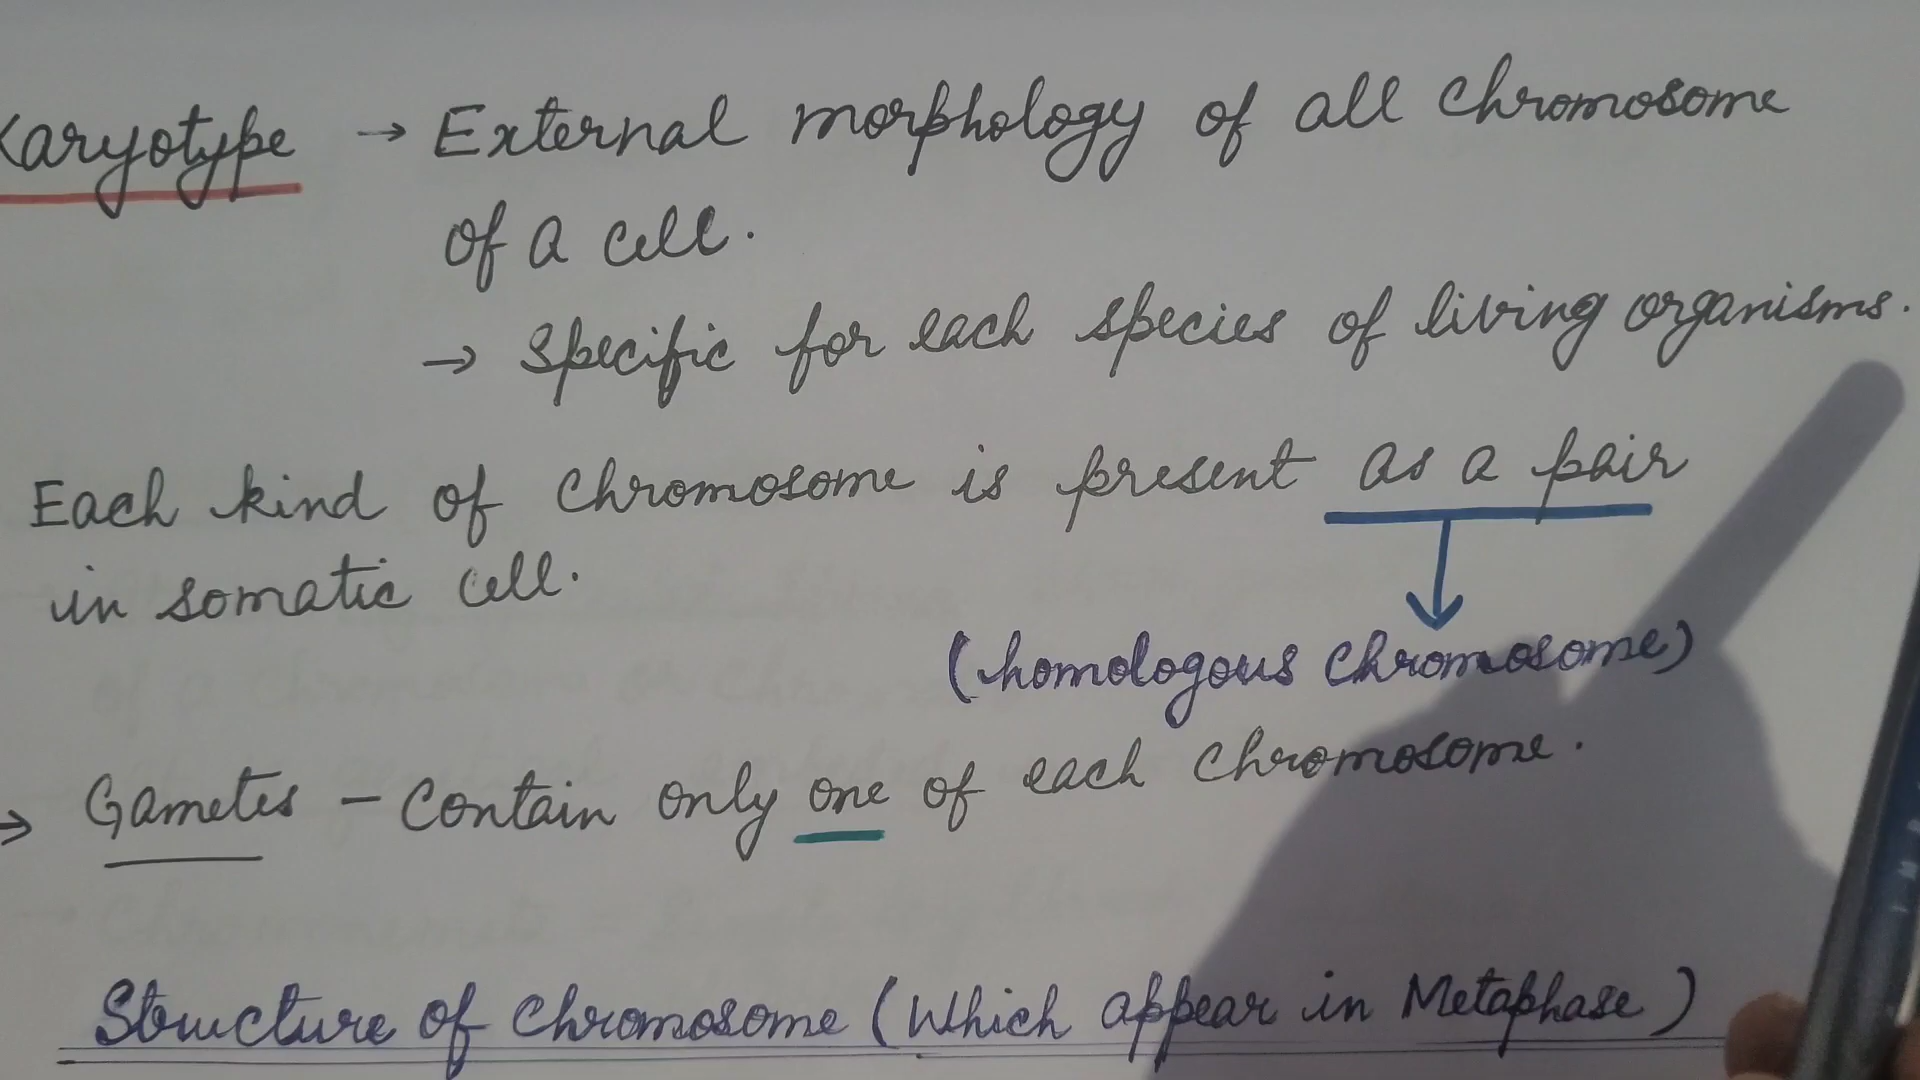 Karyotype → External morphology of all chromosome
of a cell.
→ Specific for each species of living organisms.
Each kind of chromosome is present as a pair
in somatic cell.
(homologous chromosome)
→ Gametes - Contain only one of each chromosome.
Structure of chromosome (Which appear in Metaphase)